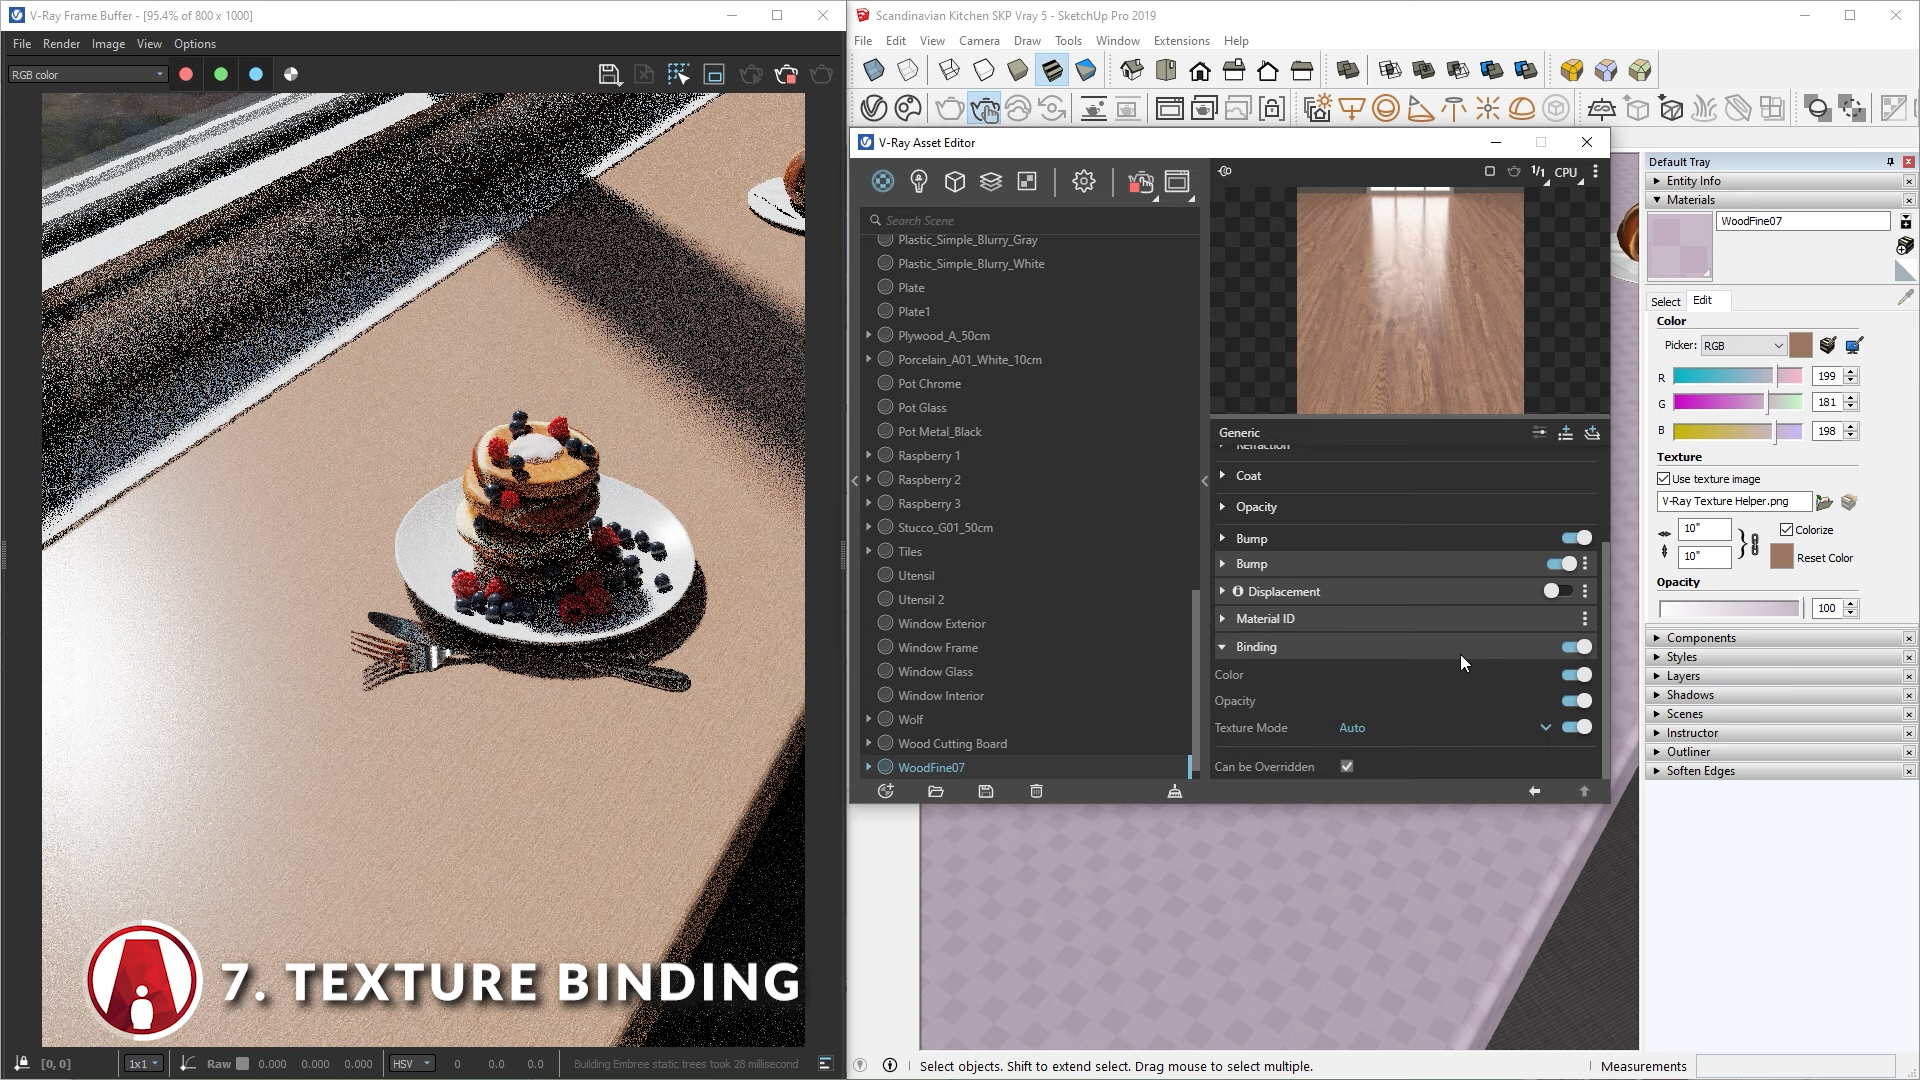 V-Ray Frame Buffer - [95.4% of 800 x 1000]
File Render Image View Options
RGB color
7. TEXTURE BINDING
[0, 0]
1x1
Raw
0.000 0.000 0.000
HSV
0 0.0 0.0
Building Embree static trees took 28 millisecond
Scandinavian Kitchen SKP Vray 5 - SketchUp Pro 2019
File Edit View Camera Draw Tools Window Extensions Help
V-Ray Asset Editor
Search Scene
Plastic_Simple_Blurry_Gray
Plastic_Simple_Blurry_White
Plate
Plate1
Plywood_A_50cm
Porcelain_A01_White_10cm
Pot Chrome
Pot Glass
Pot Metal_Black
Raspberry 1
Raspberry 2
Raspberry 3
Stucco_G01_50cm
Tiles
Utensil
Utensil 2
Window Exterior
Window Frame
Window Glass
Window Interior
Wolf
Wood Cutting Board
WoodFine07
1/1 CPU
Generic
Refraction
Coat
Opacity
Bump
Bump
Displacement
Material ID
Binding
Color
Opacity
Texture Mode Auto
Can be Overridden
Default Tray
Entity Info
Materials
WoodFine07
Select Edit
Color
Picker: RGB
R 199
G 181
B 198
Texture
Use texture image
V-Ray Texture Helper.png
10"
Colorize
10"
Reset Color
Opacity
100
Components
Styles
Layers
Shadows
Scenes
Instructor
Outliner
Soften Edges
Select objects. Shift to extend select. Drag mouse to select multiple.
Measurements